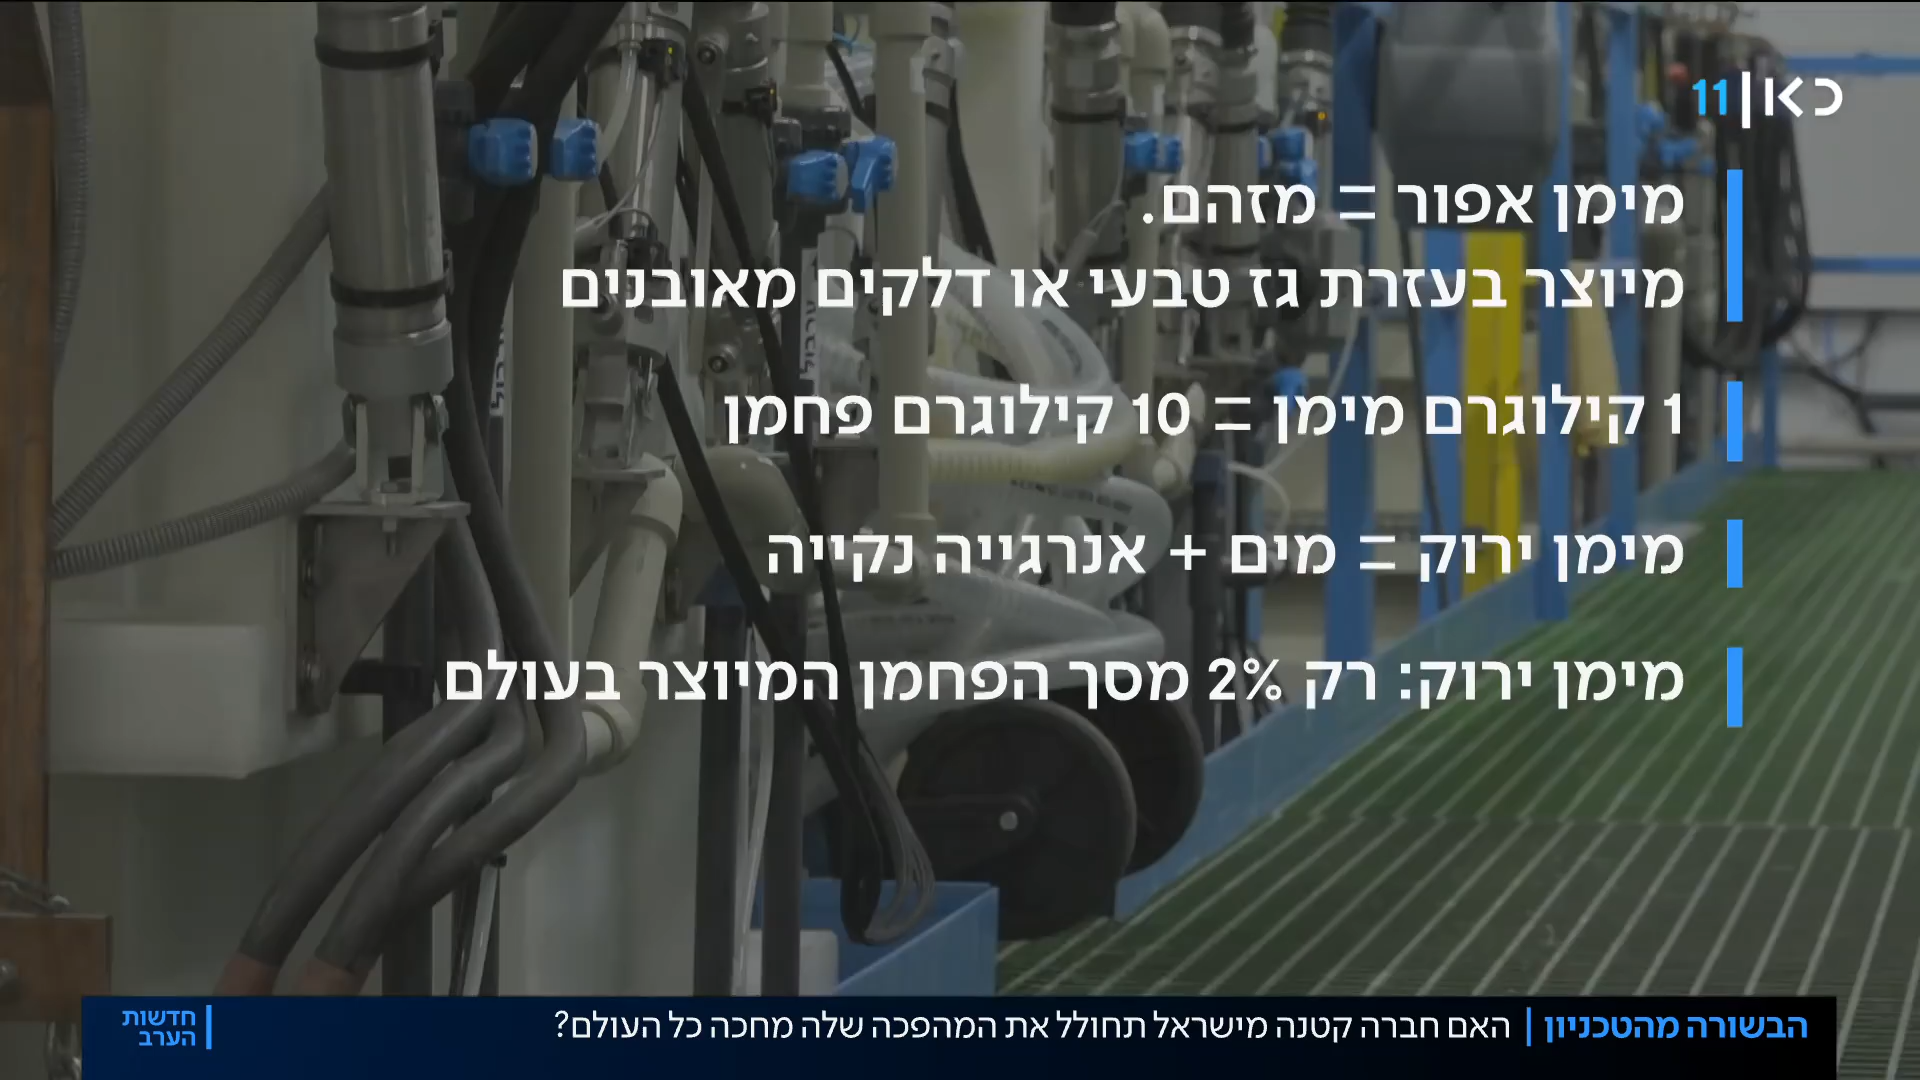 כאן 11
מימן אפור = מזהם.
מיוצר בעזרת גז טבעי או דלקים מאובנים
1 קילוגרם מימן = 10 קילוגרם פחמן
מימן ירוק = מים + אנרגייה נקייה
מימן ירוק: רק 2% מסך הפחמן המיוצר בעולם
הבשורה מהטכניון | האם חברה קטנה מישראל תחולל את המהפכה שלה מחכה כל העולם?
חדשות
הערב